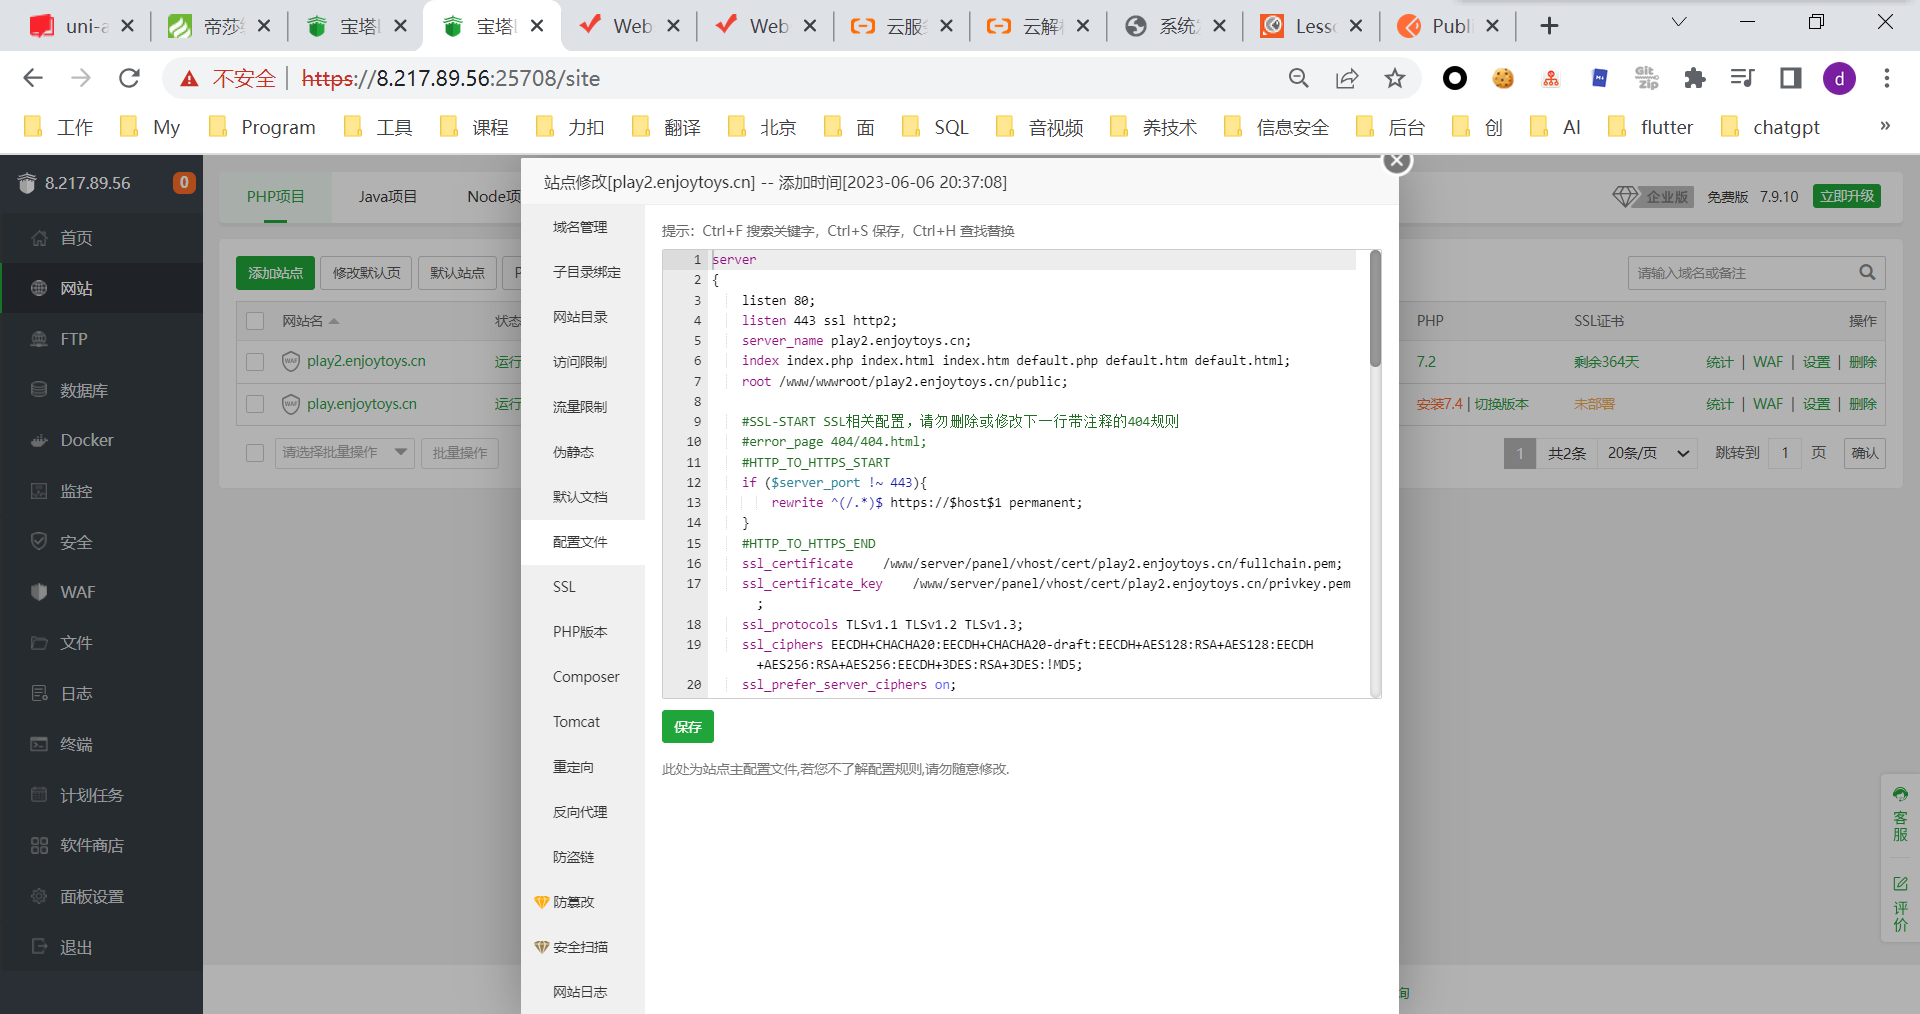 uni-a
帝莎纟
宝塔L
宝塔L
Web
Web
云服务
云解析
系统发
Lesso
Publi
不安全 | https://8.217.89.56:25708/site
d
工作 My Program 工具 课程 力扣 翻译 北京 面 SQL 音视频 养技术 信息安全 后台 创 AI flutter chatgpt »
8.217.89.56 0
首页
网站
FTP
数据库
Docker
监控
安全
WAF
文件
日志
终端
计划任务
软件商店
面板设置
退出
PHP项目 Java项目 Node项
企业版 免费版 7.9.10 立即升级
添加站点 修改默认页 默认站点 P
请输入域名或备注
网站名 状态 PHP SSL证书 操作
play2.enjoytoys.cn 运行 7.2 剩余364天 统计 | WAF | 设置 | 删除
play.enjoytoys.cn 运行 安装7.4 | 切换版本 未部署 统计 | WAF | 设置 | 删除
请选择批量操作 批量操作 1 共2条 20条/页 跳转到 1 页 确认
站点修改[play2.enjoytoys.cn] -- 添加时间[2023-06-06 20:37:08]
域名管理
子目录绑定
网站目录
访问限制
流量限制
伪静态
默认文档
配置文件
SSL
PHP版本
Composer
Tomcat
重定向
反向代理
防盗链
防篡改
安全扫描
网站日志
提示：Ctrl+F 搜索关键字，Ctrl+S 保存，Ctrl+H 查找替换
1 server
2 {
3 listen 80;
4 listen 443 ssl http2;
5 server_name play2.enjoytoys.cn;
6 index index.php index.html index.htm default.php default.htm default.html;
7 root /www/wwwroot/play2.enjoytoys.cn/public;
8
9 #SSL-START SSL相关配置，请勿删除或修改下一行带注释的404规则
10 #error_page 404/404.html;
11 #HTTP_TO_HTTPS_START
12 if ($server_port !~ 443){
13 rewrite ^(/.*)$ https://$host$1 permanent;
14 }
15 #HTTP_TO_HTTPS_END
16 ssl_certificate /www/server/panel/vhost/cert/play2.enjoytoys.cn/fullchain.pem;
17 ssl_certificate_key /www/server/panel/vhost/cert/play2.enjoytoys.cn/privkey.pem
;
18 ssl_protocols TLSv1.1 TLSv1.2 TLSv1.3;
19 ssl_ciphers EECDH+CHACHA20:EECDH+CHACHA20-draft:EECDH+AES128:RSA+AES128:EECDH
+AES256:RSA+AES256:EECDH+3DES:RSA+3DES:!MD5;
20 ssl_prefer_server_ciphers on;
保存
此处为站点主配置文件,若您不了解配置规则,请勿随意修改.
客服
评价
询